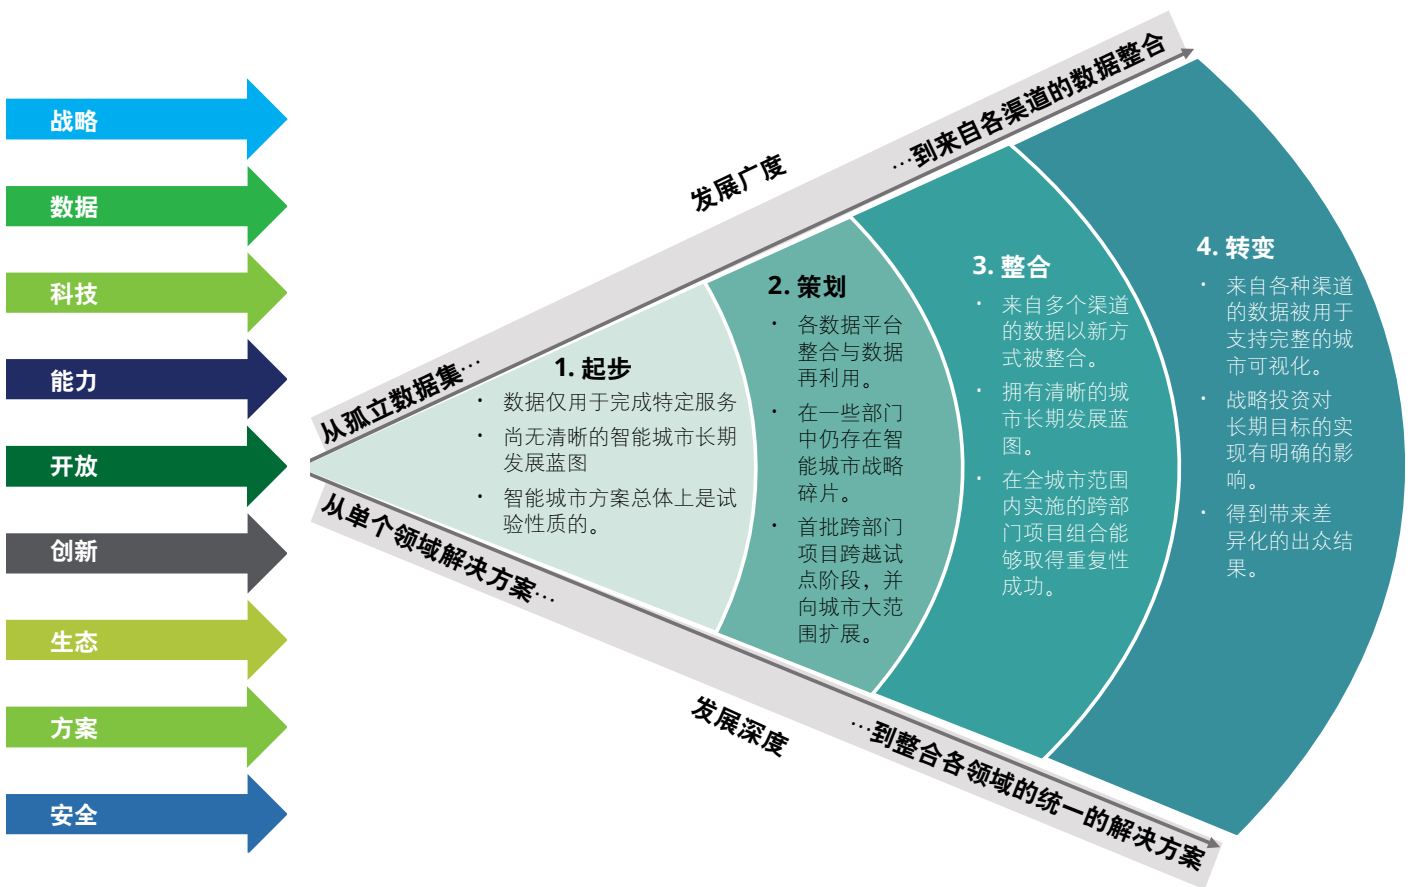 战略
数据
科技
能力
开放
创新
生态
方案
安全
发展广度
从孤立数据集…
…到来自各渠道的数据整合
1. 起步
· 数据仅用于完成特定服务
· 尚无清晰的智能城市长期
发展蓝图
· 智能城市方案总体上是试
验性质的。
2. 策划
· 各数据平台
整合与数据
再利用。
· 在一些部门
中仍存在智
能城市战略
碎片。
· 首批跨部门
项目跨越试
点阶段，并
向城市大范
围扩展。
3. 整合
· 来自多个渠道
的数据以新方
式被整合。
· 拥有清晰的城
市长期发展蓝
图。
· 在全城市范围
内实施的跨部
门项目组合能
够取得重复性
成功。
4. 转变
· 来自各种渠道
的数据被用于
支持完整的城
市可视化。
· 战略投资对
长期目标的实
现有明确的影
响。
· 得到带来差
异化的出众结
果。
从单个领域解决方案…
…到整合各领域的统一的解决方案
发展深度